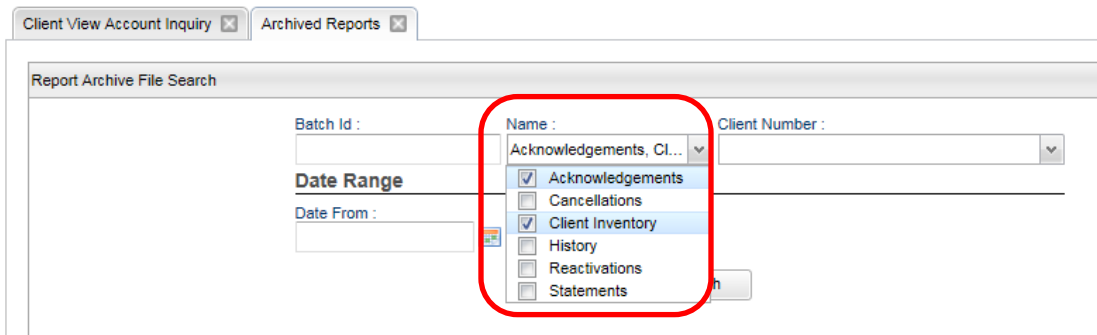 Client View Account Inquiry
Archived Reports
Report Archive File Search
Batch Id :
Name :
Client Number :
Acknowledgements, Cl...
Acknowledgements
Date Range
Cancellations
Date From :
Client Inventory
History
Reactivations
h
Statements